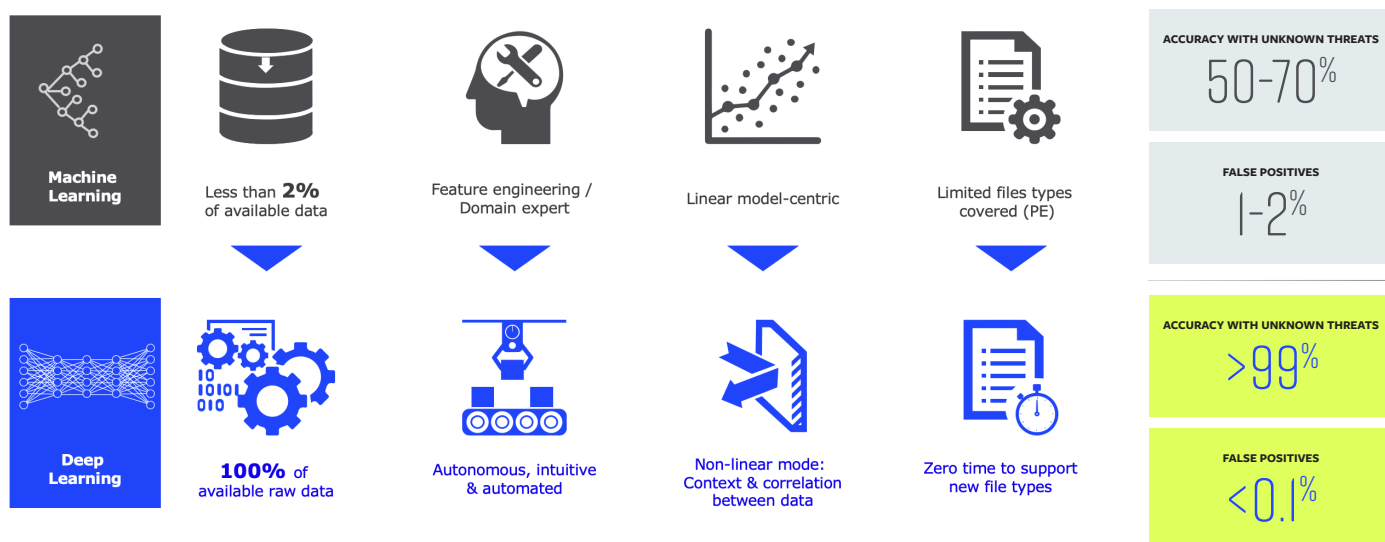 Machine
Learning
Less than 2%
of available data
Feature engineering /
Domain expert
Linear model-centric
Limited files types
covered (PE)
ACCURACY WITH UNKNOWN THREATS
50-70%
FALSE POSITIVES
1-2%
Deep
Learning
10
10101
010
100% of
available raw data
Autonomous, intuitive
& automated
Non-linear mode:
Context & correlation
between data
Zero time to support
new file types
ACCURACY WITH UNKNOWN THREATS
>99%
FALSE POSITIVES
<0.1%